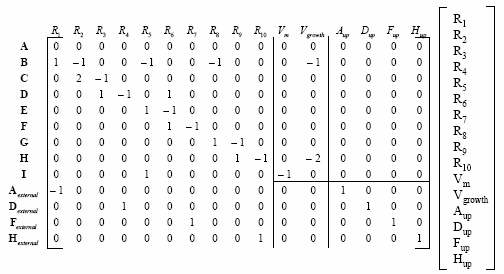 R1 R2 R3 R4 R5 R6 R7 R8 R9 R10 Vm Vgrowth Aup Dup Fup Hup
A 0 0 0 0 0 0 0 0 0 0 0 0 0 0 0 0
B 1 −1 0 0 −1 0 0 −1 0 0 0 −1 0 0 0 0
C 0 2 −1 0 0 0 0 0 0 0 0 0 0 0 0 0
D 0 0 1 −1 0 1 0 0 0 0 0 0 0 0 0 0
E 0 0 0 0 1 −1 0 0 0 0 0 0 0 0 0 0
F 0 0 0 0 0 1 −1 0 0 0 0 0 0 0 0 0
G 0 0 0 0 0 0 0 1 −1 0 0 0 0 0 0 0
H 0 0 0 0 0 0 0 0 1 −1 0 −2 0 0 0 0
I 0 0 0 0 1 0 0 0 0 0 −1 0 0 0 0 0
Aexternal −1 0 0 0 0 0 0 0 0 0 0 0 1 0 0 0
Dexternal 0 0 0 1 0 0 0 0 0 0 0 0 0 1 0 0
Fexternal 0 0 0 0 0 0 1 0 0 0 0 0 0 0 1 0
Hexternal 0 0 0 0 0 0 0 0 0 1 0 0 0 0 0 1
R1
R2
R3
R4
R5
R6
R7
R8
R9
R10
Vm
Vgrowth
Aup
Dup
Fup
Hup